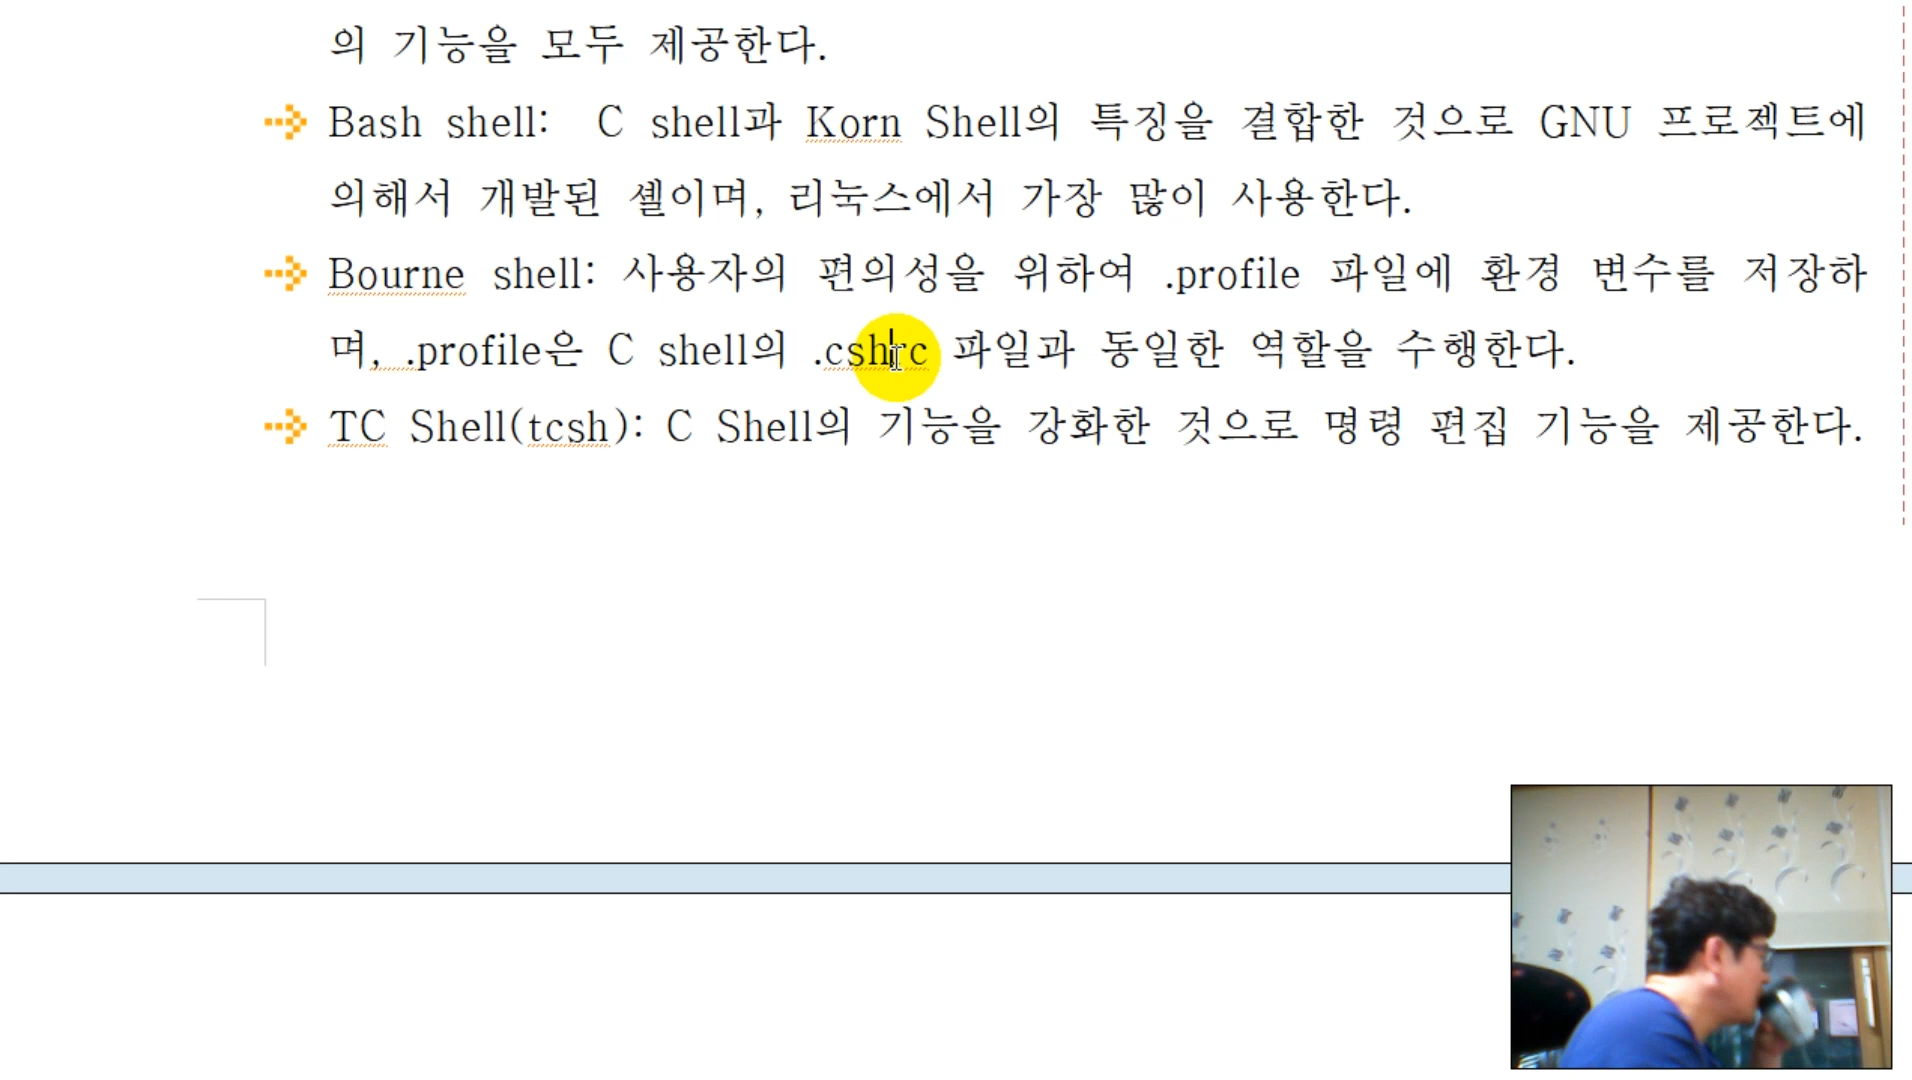 의 기능을 모두 제공한다.
Bash shell: C shell과 Korn Shell의 특징을 결합한 것으로 GNU 프로젝트에
의해서 개발된 셸이며, 리눅스에서 가장 많이 사용한다.
Bourne shell: 사용자의 편의성을 위하여 .profile 파일에 환경 변수를 저장하
며, .profile은 C shell의 .cshrc 파일과 동일한 역할을 수행한다.
TC Shell(tcsh): C Shell의 기능을 강화한 것으로 명령 편집 기능을 제공한다.